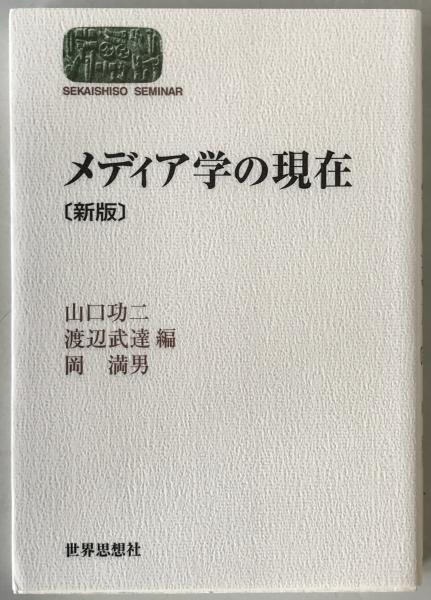 SEKAISHISO SEMINAR
メディア学の現在
〔新版〕
山口功二
渡辺武達 編
岡 満男
世界思想社